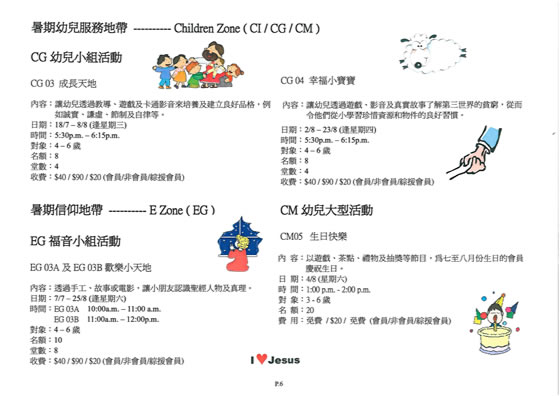 暑期幼兒服務地帶 ---------- Children Zone ( CI / CG / CM )
CG 幼兒小組活動
CG 03 成長天地
內容：讓幼兒透過教導、遊戲及卡通影音來培養及建立良好品格，例
如誠實、謙虛、節制及自律等。
日期：18/7 – 8/8 (逢星期三)
時間：5:30p.m. – 6:15p.m.
對象：4 – 6 歲
名額：8
堂數：4
收費：$40 / $90 / $20 (會員/非會員/綜援會員)
CG 04 幸福小寶寶
內容：讓幼兒透過遊戲、影音及真實故事了解第三世界的貧窮，從而
令他們從小學習珍惜資源和物件的良好習慣。
日期：2/8 – 23/8 (逢星期四)
時間：5:30p.m. – 6:15p.m.
對象：4 – 6 歲
名額：8
堂數：4
收費：$40 / $90 / $20 (會員/非會員/綜援會員)
暑期信仰地帶 ---------- E Zone ( EG )
EG 福音小組活動
EG 03A 及 EG 03B 歡樂小天地
內容：透過手工、故事或電影，讓小朋友認識聖經人物及真理。
日期：7/7 – 25/8 (逢星期六)
時間：EG 03A 10:00a.m. – 11:00 a.m.
EG 03B 11:00a.m. – 12:00p.m.
對象：4 – 6 歲
名額：10
堂數：8
收費：$40 / $90 / $20 (會員/非會員/綜援會員)
CM 幼兒大型活動
CM05 生日快樂
內 容：以遊戲、茶點、禮物及抽獎等節目，為七至八月份生日的會員
慶祝生日。
日 期：4/8 (星期六)
時 間：1:00 p.m. - 2:00 p.m.
對 象：3 - 6 歲
名 額：20
費 用：免費 / $20 / 免費 (會員/非會員/綜援會員)
I ♥ Jesus
P.6